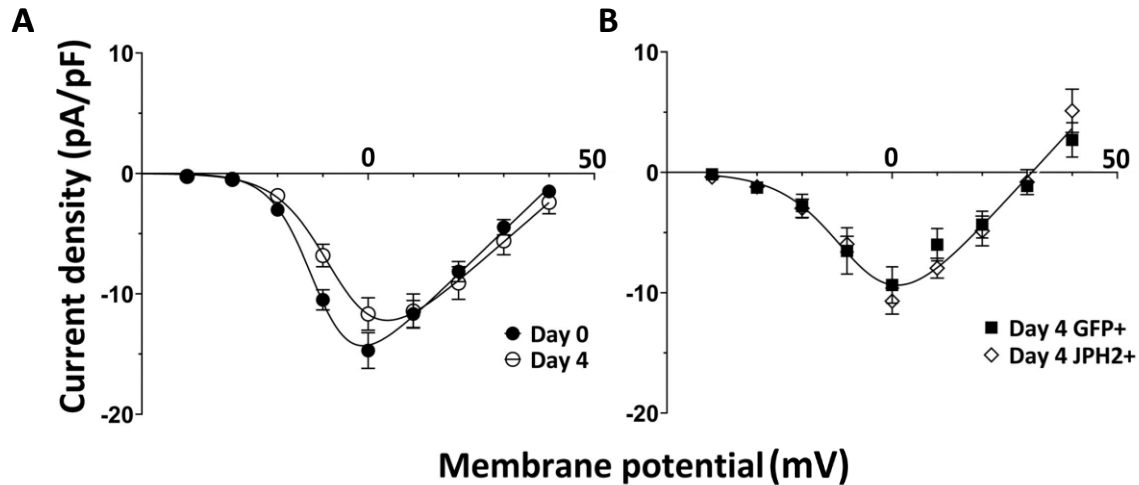 A
B
Current density (pA/pF)
10
0
-10
-20
0
50
Day 0
Day 4
10
0
-10
-20
0
50
Day 4 GFP+
Day 4 JPH2+
Membrane potential (mV)